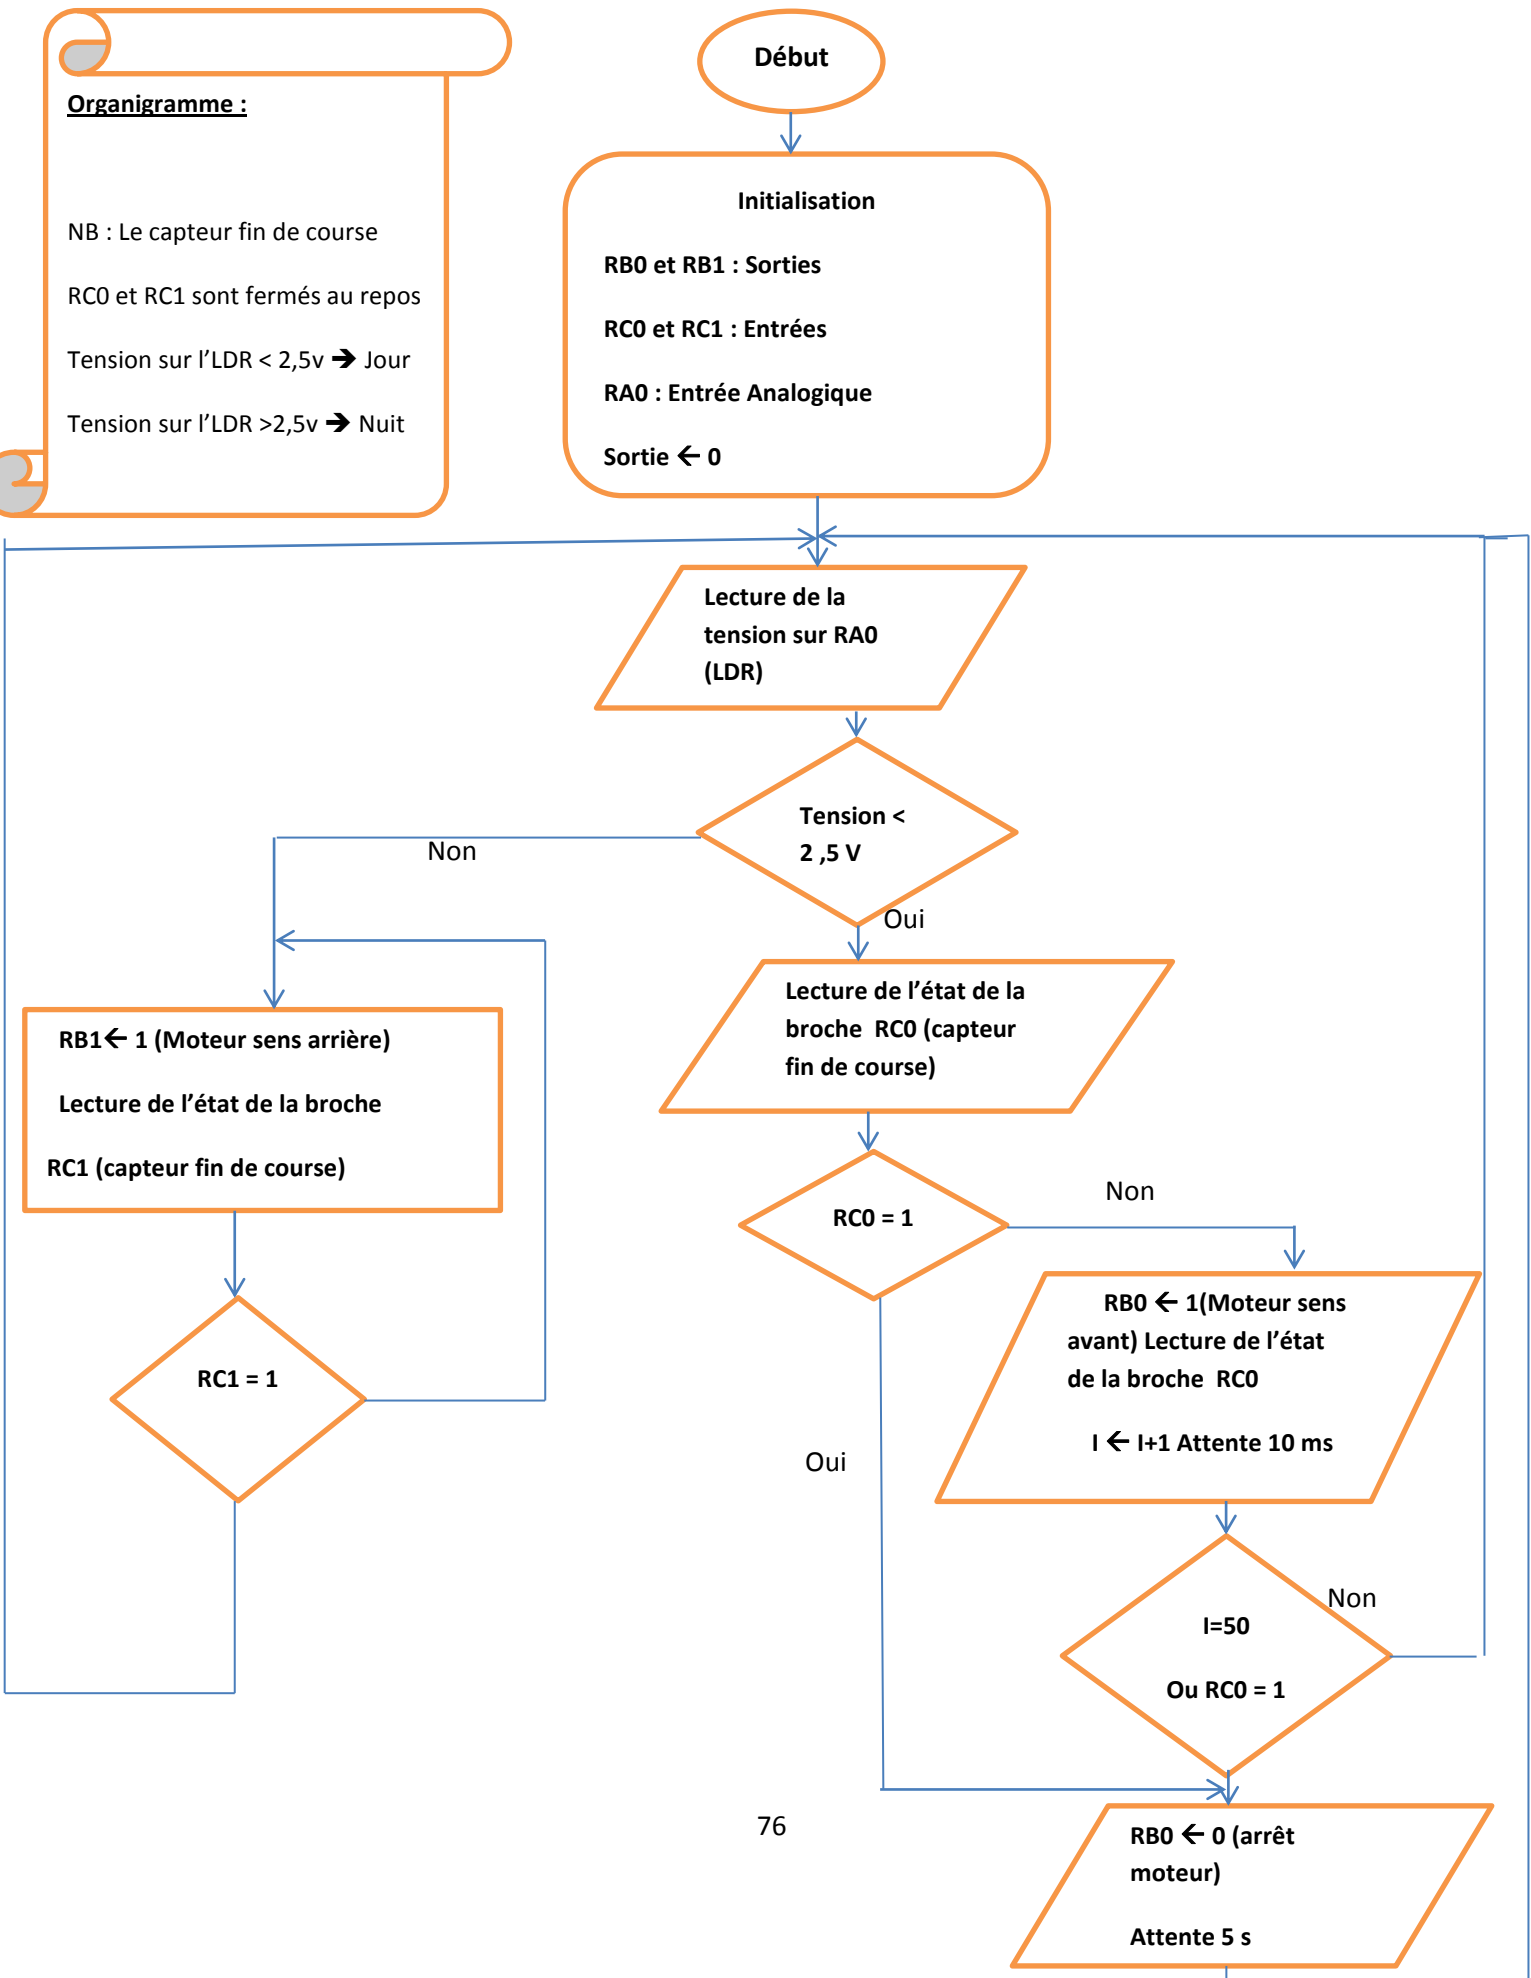 Organigramme :
NB : Le capteur fin de course
RC0 et RC1 sont fermés au repos
Tension sur l’LDR < 2,5v ➔ Jour
Tension sur l’LDR >2,5v ➔ Nuit
Début
Initialisation
RB0 et RB1 : Sorties
RC0 et RC1 : Entrées
RA0 : Entrée Analogique
Sortie 🡨 0
Lecture de la
tension sur RA0
(LDR)
Tension <
2 ,5 V
Non
Oui
RB1🡨 1 (Moteur sens arrière)
Lecture de l’état de la broche
RC1 (capteur fin de course)
RC1 = 1
Lecture de l’état de la
broche RC0 (capteur
fin de course)
RC0 = 1
Non
Oui
RB0 🡨 1(Moteur sens
avant) Lecture de l’état
de la broche RC0
I 🡨 I+1 Attente 10 ms
I=50
Ou RC0 = 1
Non
RB0 🡨 0 (arrêt
moteur)
Attente 5 s
76